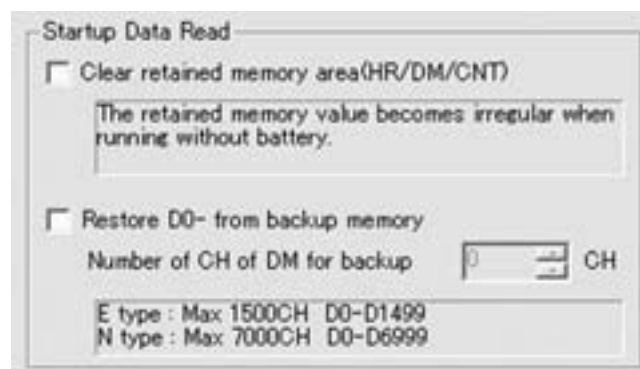 Startup Data Read
Clear retained memory area(HR/DM/CNT)
The retained memory value becomes irregular when
running without battery.
Restore D0- from backup memory
Number of CH of DM for backup 0 CH
E type : Max 1500CH D0-D1499
N type : Max 7000CH D0-D6999